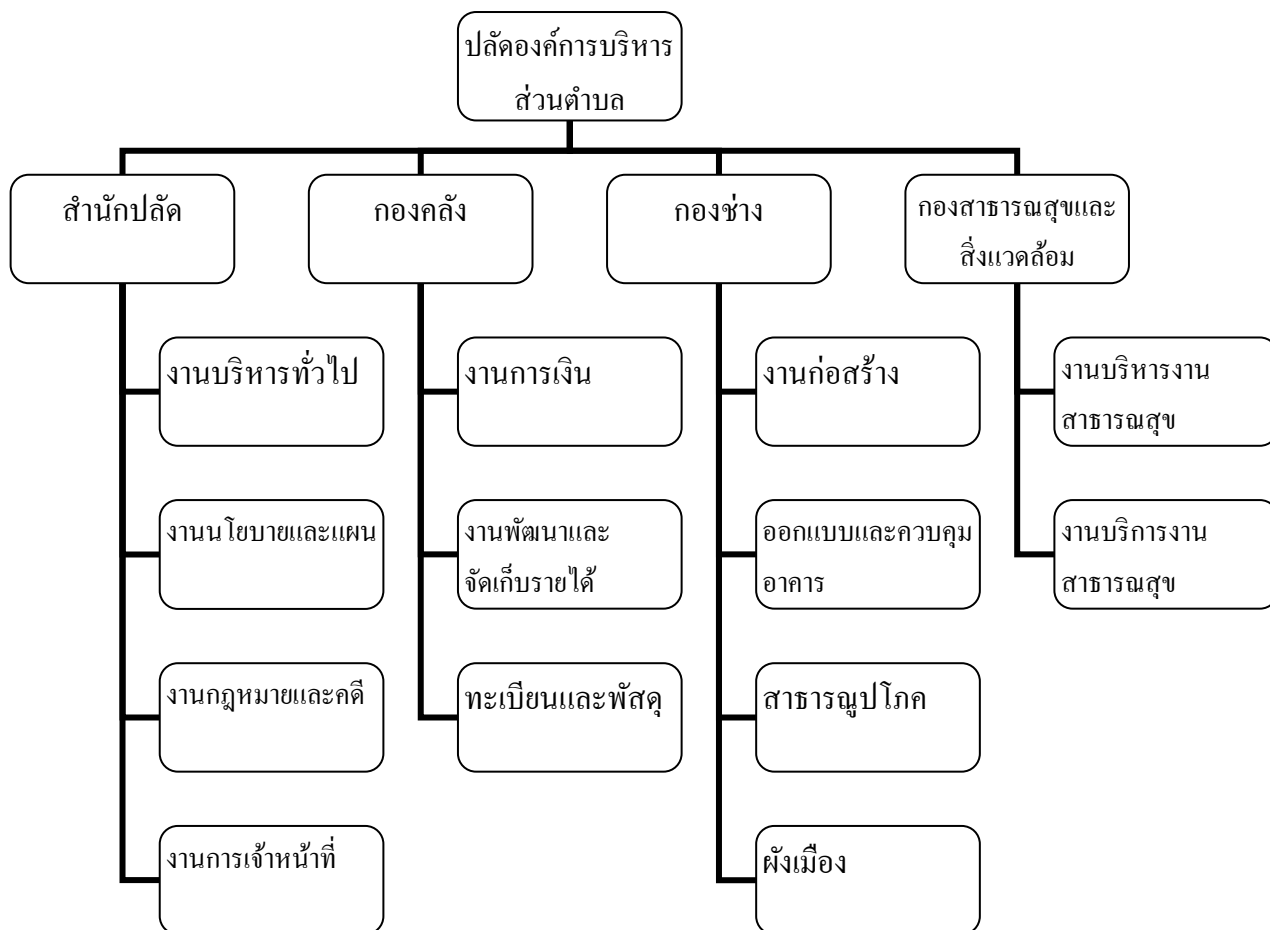 ปลัดองค์การบริหาร
ส่วนตำบล
สำนักปลัด
กองคลัง
กองช่าง
กองสาธารณสุขและ
สิ่งแวดล้อม
งานบริหารทั่วไป
งานนโยบายและแผน
งานกฎหมายและคดี
งานการเจ้าหน้าที่
งานการเงิน
งานพัฒนาและ
จัดเก็บรายได้
ทะเบียนและพัสดุ
งานก่อสร้าง
ออกแบบและควบคุม
อาคาร
สาธารณูปโภค
ผังเมือง
งานบริหารงาน
สาธารณสุข
งานบริการงาน
สาธารณสุข